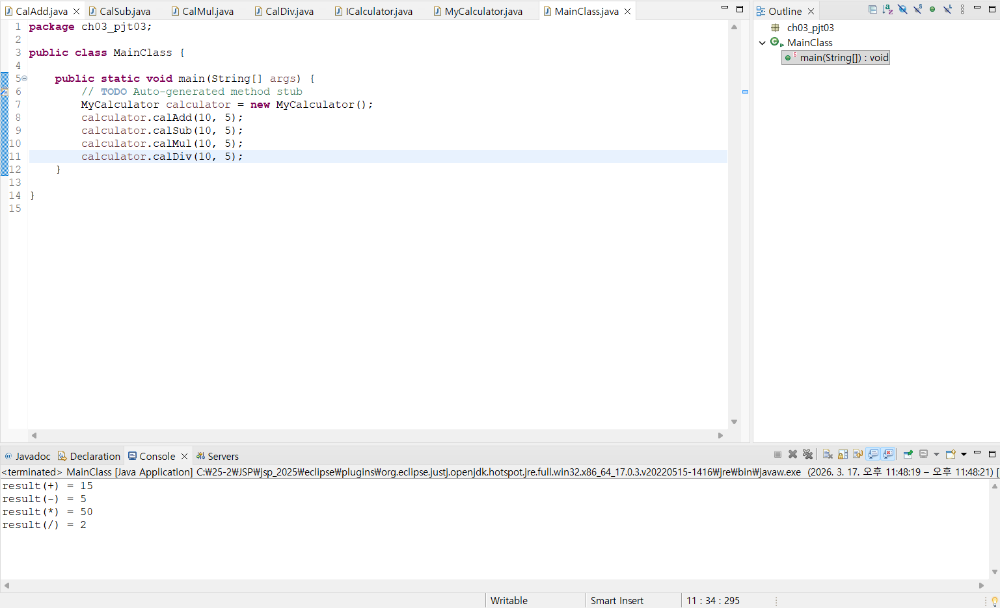 CalAdd.java CalSub.java CalMul.java CalDiv.java ICalculator.java MyCalculator.java MainClass.java
1 package ch03_pjt03;
2
3 public class MainClass {
4
5     public static void main(String[] args) {
6         // TODO Auto-generated method stub
7         MyCalculator calculator = new MyCalculator();
8         calculator.calAdd(10, 5);
9         calculator.calSub(10, 5);
10         calculator.calMul(10, 5);
11         calculator.calDiv(10, 5);
12     }
13
14 }
15
Outline
ch03_pjt03
MainClass
main(String[]) : void
@ Javadoc Declaration Console Servers
<terminated> MainClass [Java Application] C:₩25-2₩JSP₩jsp_2025₩eclipse₩plugins₩org.eclipse.justj.openjdk.hotspot.jre.full.win32.x86_64_17.0.3.v20220515-1416₩jre₩bin₩javaw.exe (2026. 3. 17. 오후 11:48:19 – 오후 11:48:21) [
result(+) = 15
result(-) = 5
result(*) = 50
result(/) = 2
Writable Smart Insert 11 : 34 : 295